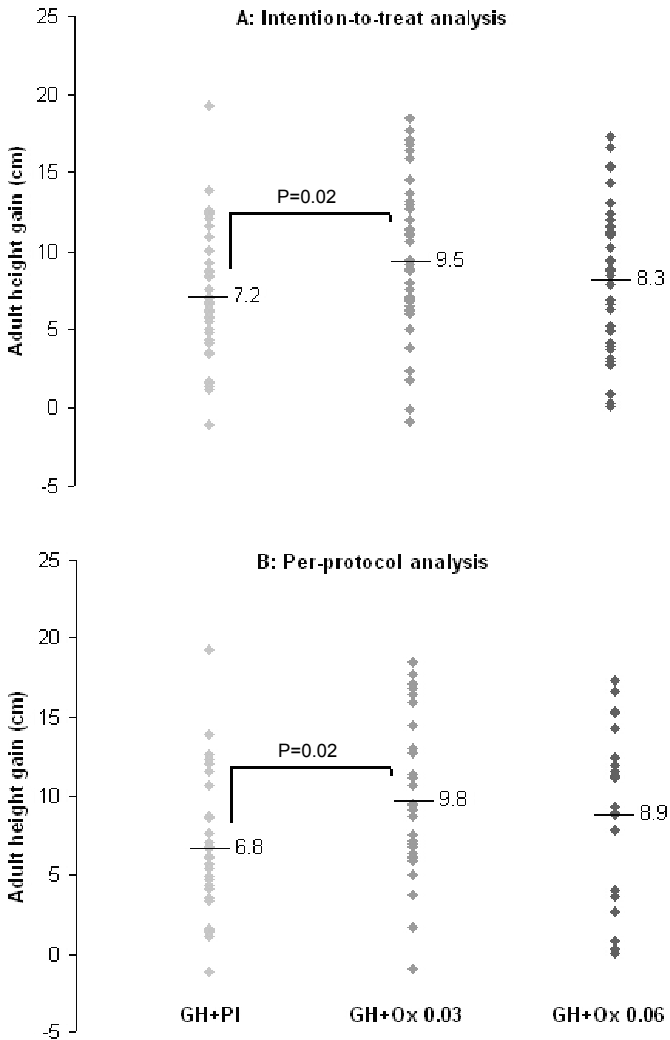 A: Intention-to-treat analysis
25
20
15
10
5
0
-5
Adult height gain (cm)
P=0.02
7.2
9.5
8.3
B: Per-protocol analysis
25
20
15
10
5
0
-5
Adult height gain (cm)
P=0.02
6.8
9.8
8.9
GH+Pl GH+Ox 0.03 GH+Ox 0.06